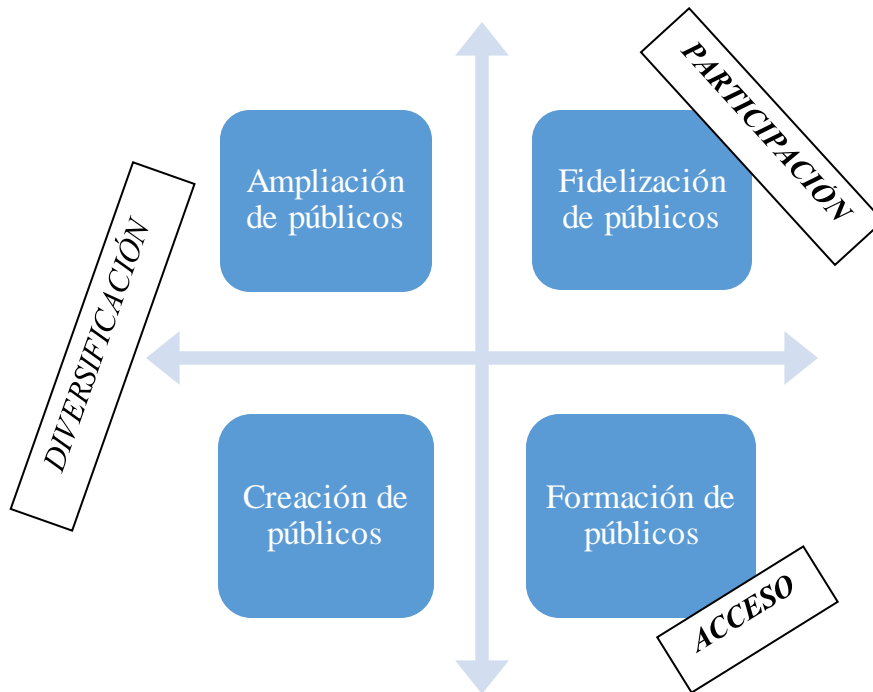 PARTICIPACIÓN
Ampliación
de públicos
Fidelización
de públicos
DIVERSIFICACIÓN
Creación de
públicos
Formación de
públicos
ACCESO